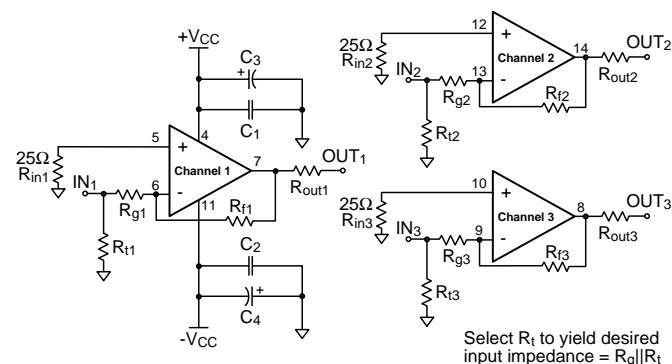 +VCC
C3
+
C1
5
4
25Ω
Rin1
+
Channel 1
7
OUT1
Rout1
IN1
Rg1
6
-
11
Rf1
Rt1
C2
+
C4
-VCC
12
25Ω
Rin2
+
Channel 2
14
OUT2
Rout2
IN2
Rg2
13
-
Rf2
Rt2
10
25Ω
Rin3
+
Channel 3
8
OUT3
Rout3
IN3
Rg3
9
-
Rf3
Rt3
Select Rt to yield desired
input impedance = Rg||Rt